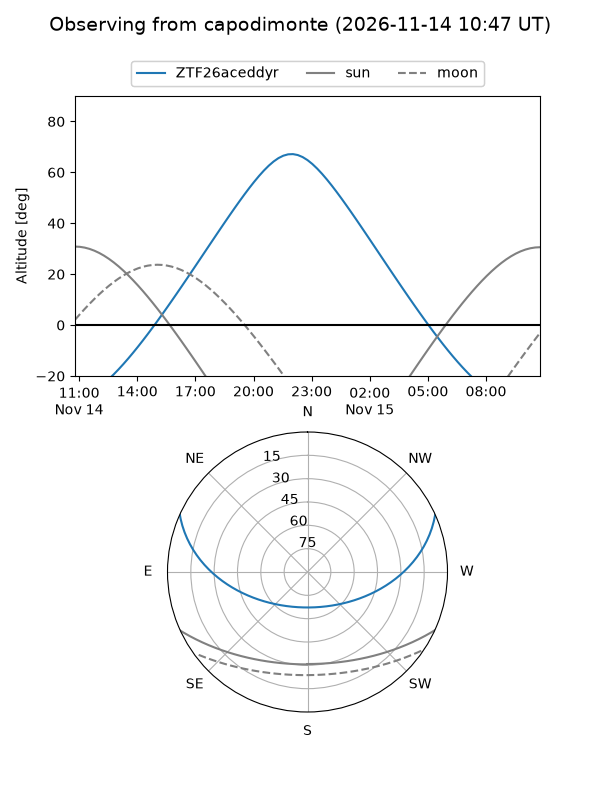 Observing from capodimonte (2026-11-14 10:47 UT)
ZTF26aceddyr sun moon
Altitude [deg]
80
60
40
20
0
−20
11:00 14:00 17:00 20:00 23:00 02:00 05:00 08:00
Nov 14 Nov 15
N
NE NW
15
30
45
60
75
E W
SE SW
S